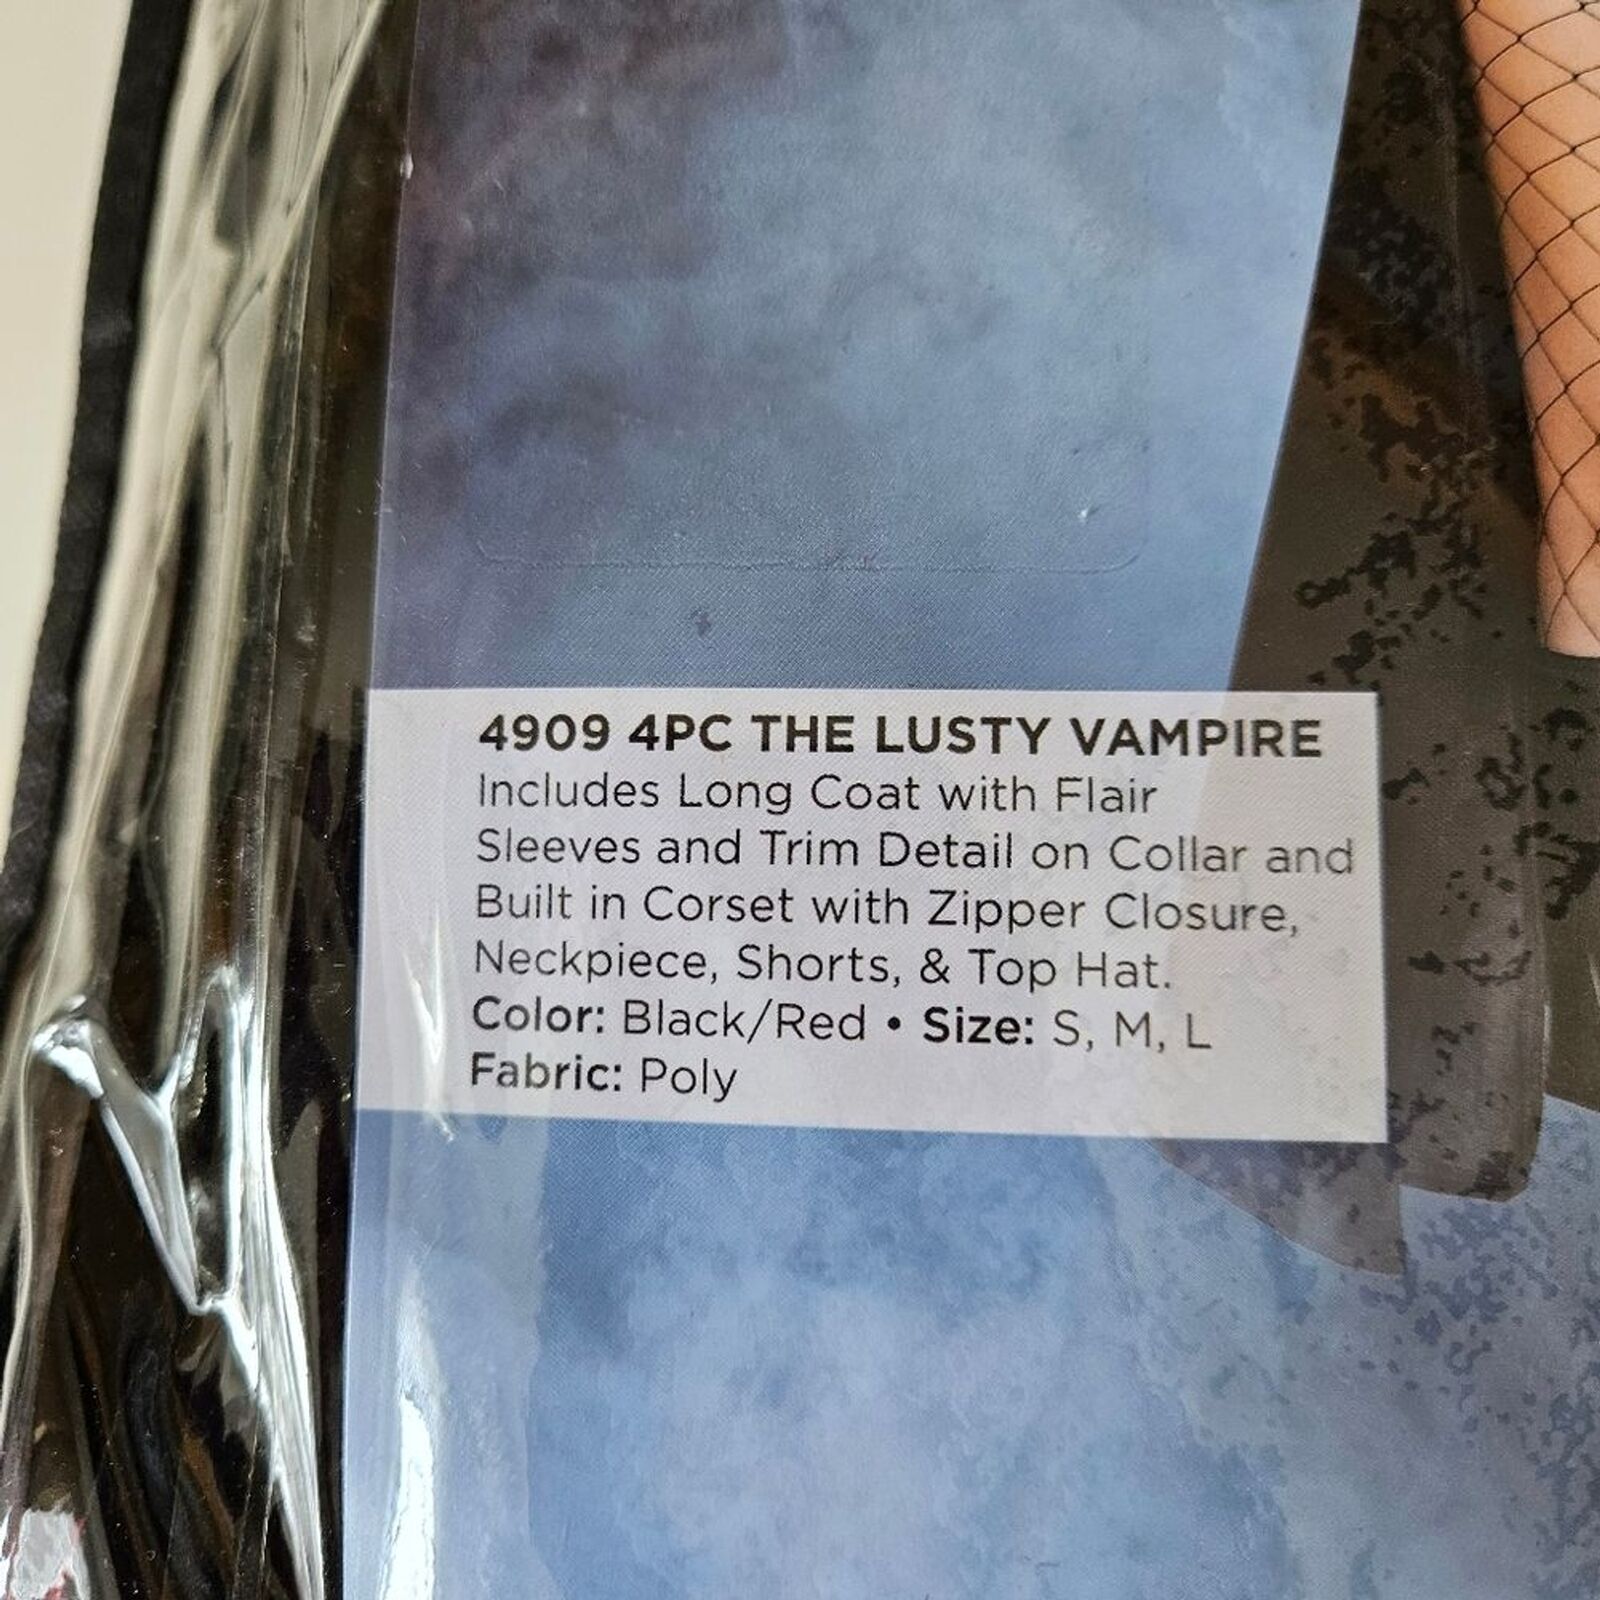 4909 4PC THE LUSTY VAMPIRE
Includes Long Coat with Flair
Sleeves and Trim Detail on Collar and
Built in Corset with Zipper Closure,
Neckpiece, Shorts, & Top Hat.
Color: Black/Red • Size: S, M, L
Fabric: Poly